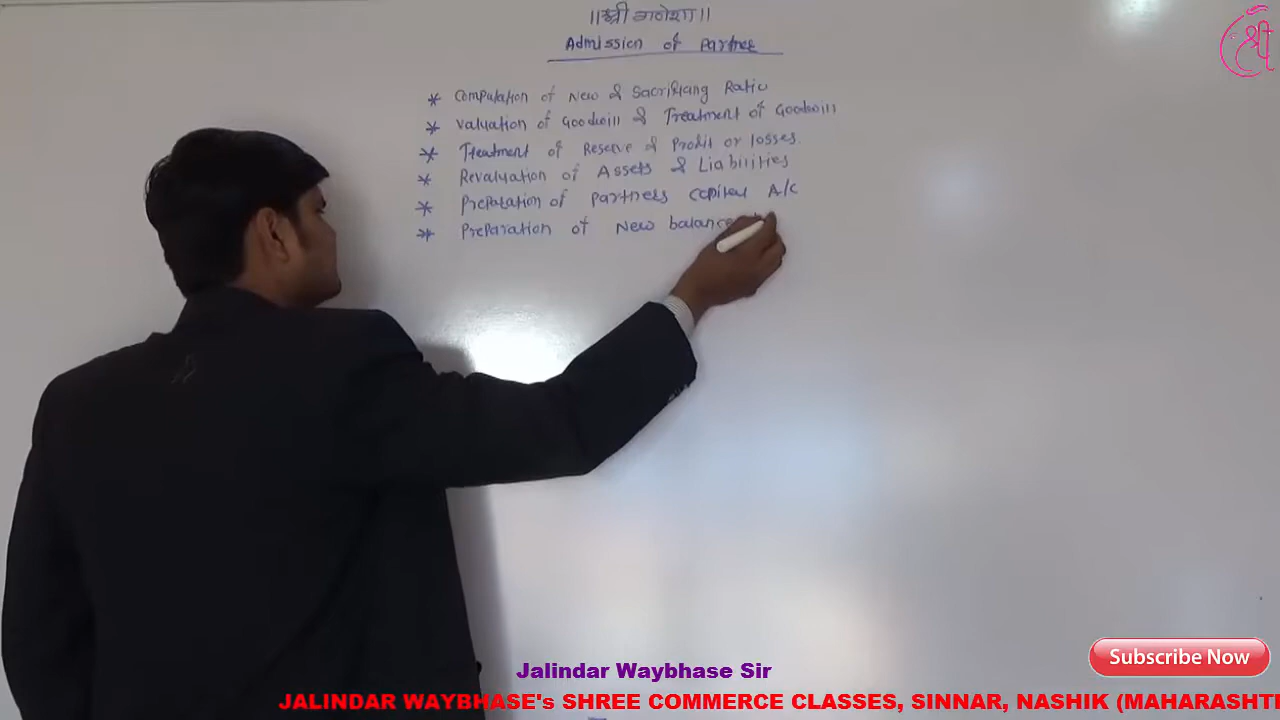 ॥श्री गणेशा॥
Admission of Partner
* Computation of New & Sacrificing Ratio
* Valuation of Goodwill & Treatment of Goodwill
* Treatment of Reserve & Profit or losses.
* Revaluation of Assets & Liabilities
* Preparation of Partners capital A/c
* Preparation of New balance
श्री
Subscribe Now
Jalindar Waybhase Sir
JALINDAR WAYBHASE's SHREE COMMERCE CLASSES, SINNAR, NASHIK (MAHARASHT